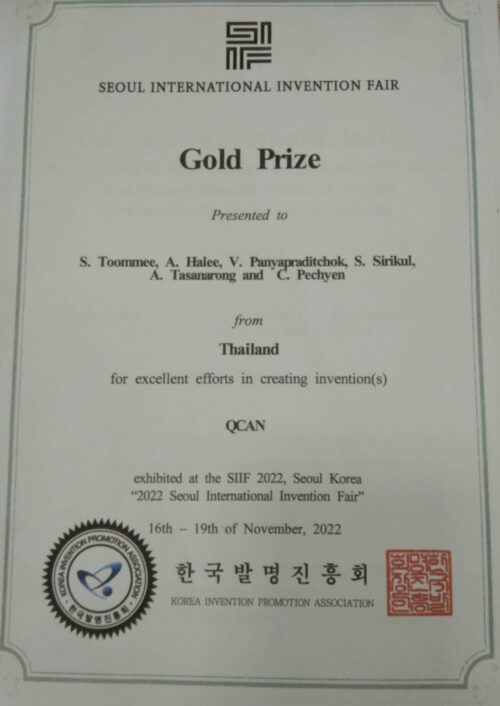 SIIF
SEOUL INTERNATIONAL INVENTION FAIR
Gold Prize
Presented to
S. Toommee, A. Halee, V. Panyapraditchok, S. Sirikul,
A. Tasanarong and C. Pechyen
from
Thailand
for excellent efforts in creating invention(s)
QCAN
exhibited at the SIIF 2022, Seoul Korea
"2022 Seoul International Invention Fair"
16th – 19th of November, 2022
KOREA INVENTION PROMOTION ASSOCIATION
한국발명진흥회
한국발명진흥회
KOREA INVENTION PROMOTION ASSOCIATION